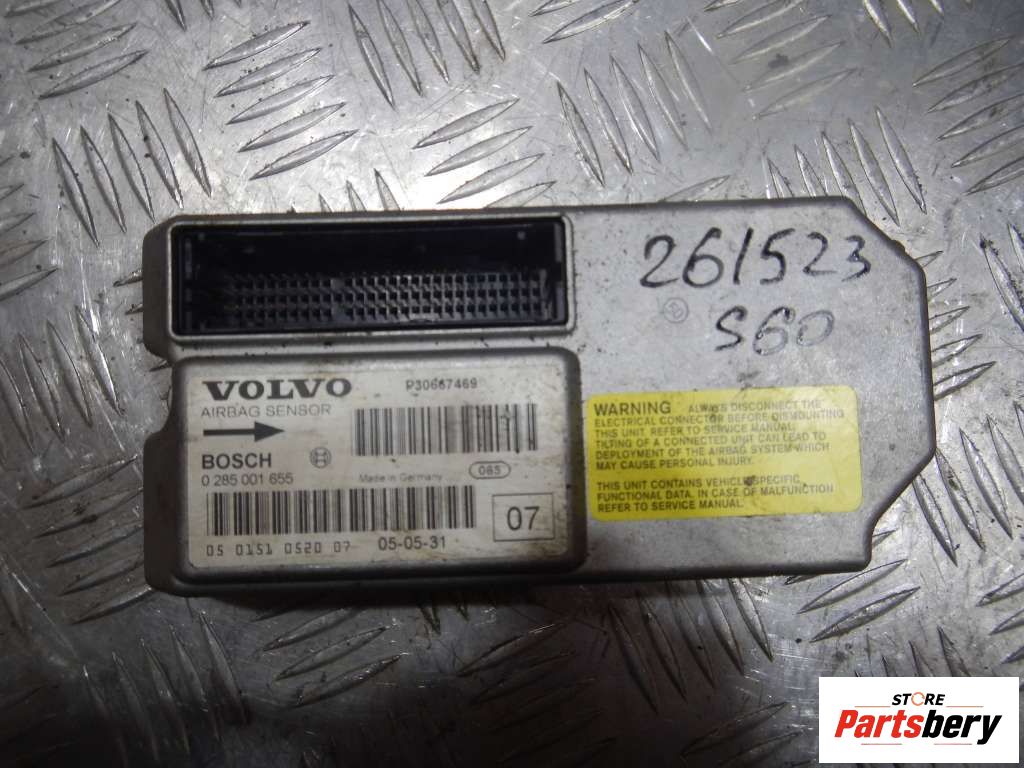 261523
S60
VOLVO P30667469
AIRBAG SENSOR
BOSCH
0 285 001 655
Made in Germany
065
05 0151 0520 07 05-05-31
07
WARNING ALWAYS DISCONNECT THE
ELECTRICAL CONNECTOR BEFORE DISMOUNTING
THIS UNIT. REFER TO SERVICE MANUAL.
TILTING OF A CONNECTED UNIT CAN LEAD TO
DEPLOYMENT OF THE AIRBAG SYSTEM WHICH
MAY CAUSE PERSONAL INJURY.
THIS UNIT CONTAINS VEHICLE SPECIFIC
FUNCTIONAL DATA. IN CASE OF MALFUNCTION
REFER TO SERVICE MANUAL.
STORE
Partsbery